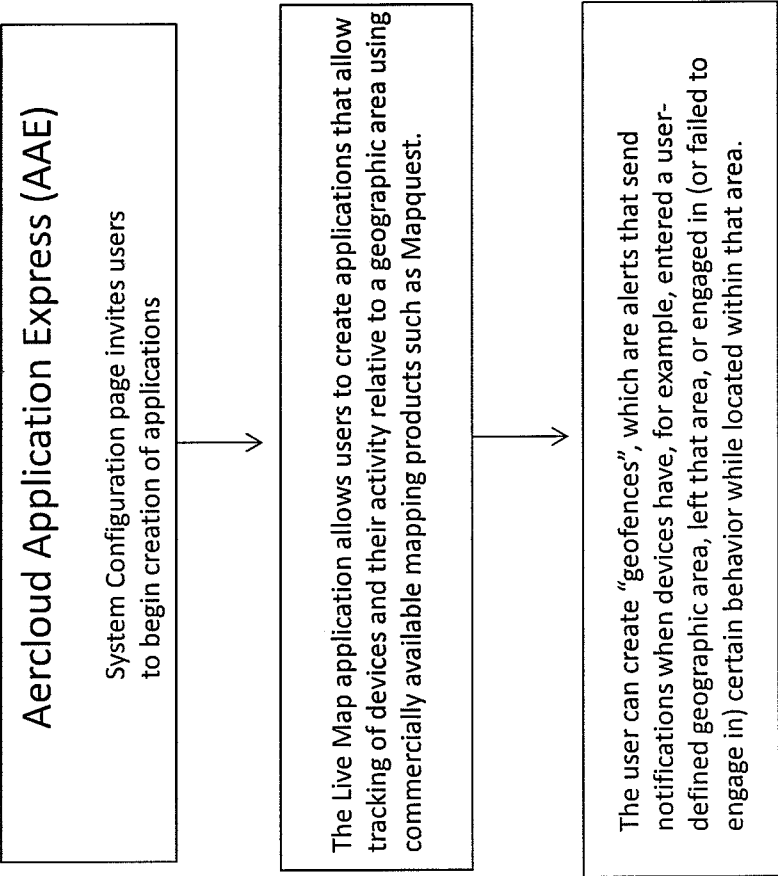 Aercloud Application Express (AAE)
System Configuration page invites users
to begin creation of applications
The Live Map application allows users to create applications that allow
tracking of devices and their activity relative to a geographic area using
commercially available mapping products such as Mapquest.
The user can create “geofences”, which are alerts that send
notifications when devices have, for example, entered a user-
defined geographic area, left that area, or engaged in (or failed to
engage in) certain behavior while located within that area.